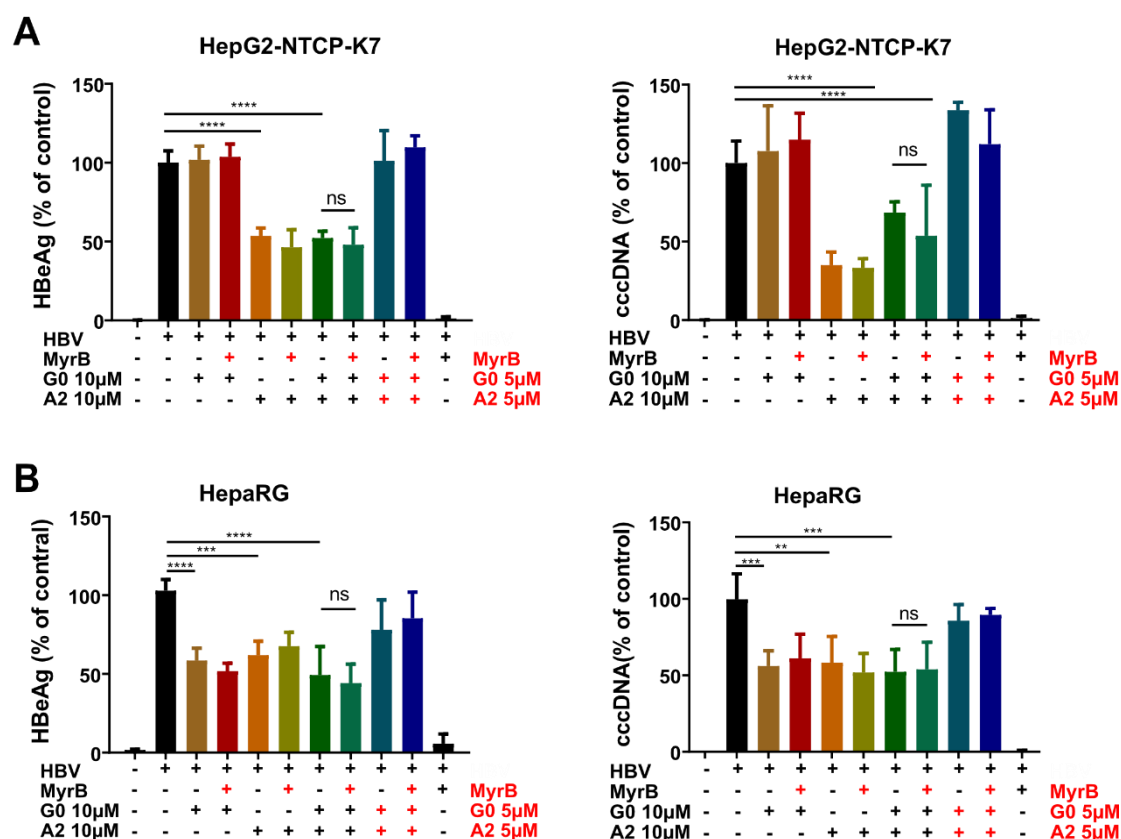 A
HepG2-NTCP-K7
HBeAg (% of control)
150
100
50
0
****
****
ns
HBV - + + + + + + + + + +
MyrB - - - + - + - + - + + MyrB
G0 10μM - - + + - - + + + + - G0 5μM
A2 10μM - - - - + + + + + + - A2 5μM
HepG2-NTCP-K7
cccDNA (% of control)
150
100
50
0
****
****
ns
HBV - + + + + + + + + + +
MyrB - - - + - + - + - + + MyrB
G0 10μM - - + + - - + + + + - G0 5μM
A2 10μM - - - - + + + + + + - A2 5μM
B
HepaRG
HBeAg (% of contral)
150
100
50
0
****
***
****
ns
HBV - + + + + + + + + + +
MyrB - - - + - + - + - + + MyrB
G0 10μM - - + + - - + + + + - G0 5μM
A2 10μM - - - - + + + + + + - A2 5μM
HepaRG
cccDNA(% of control)
150
100
50
0
***
**
***
ns
HBV - + + + + + + + + + +
MyrB - - - + - + - + - + + MyrB
G0 10μM - - + + - - + + + + - G0 5μM
A2 10μM - - - - + + + + + + - A2 5μM